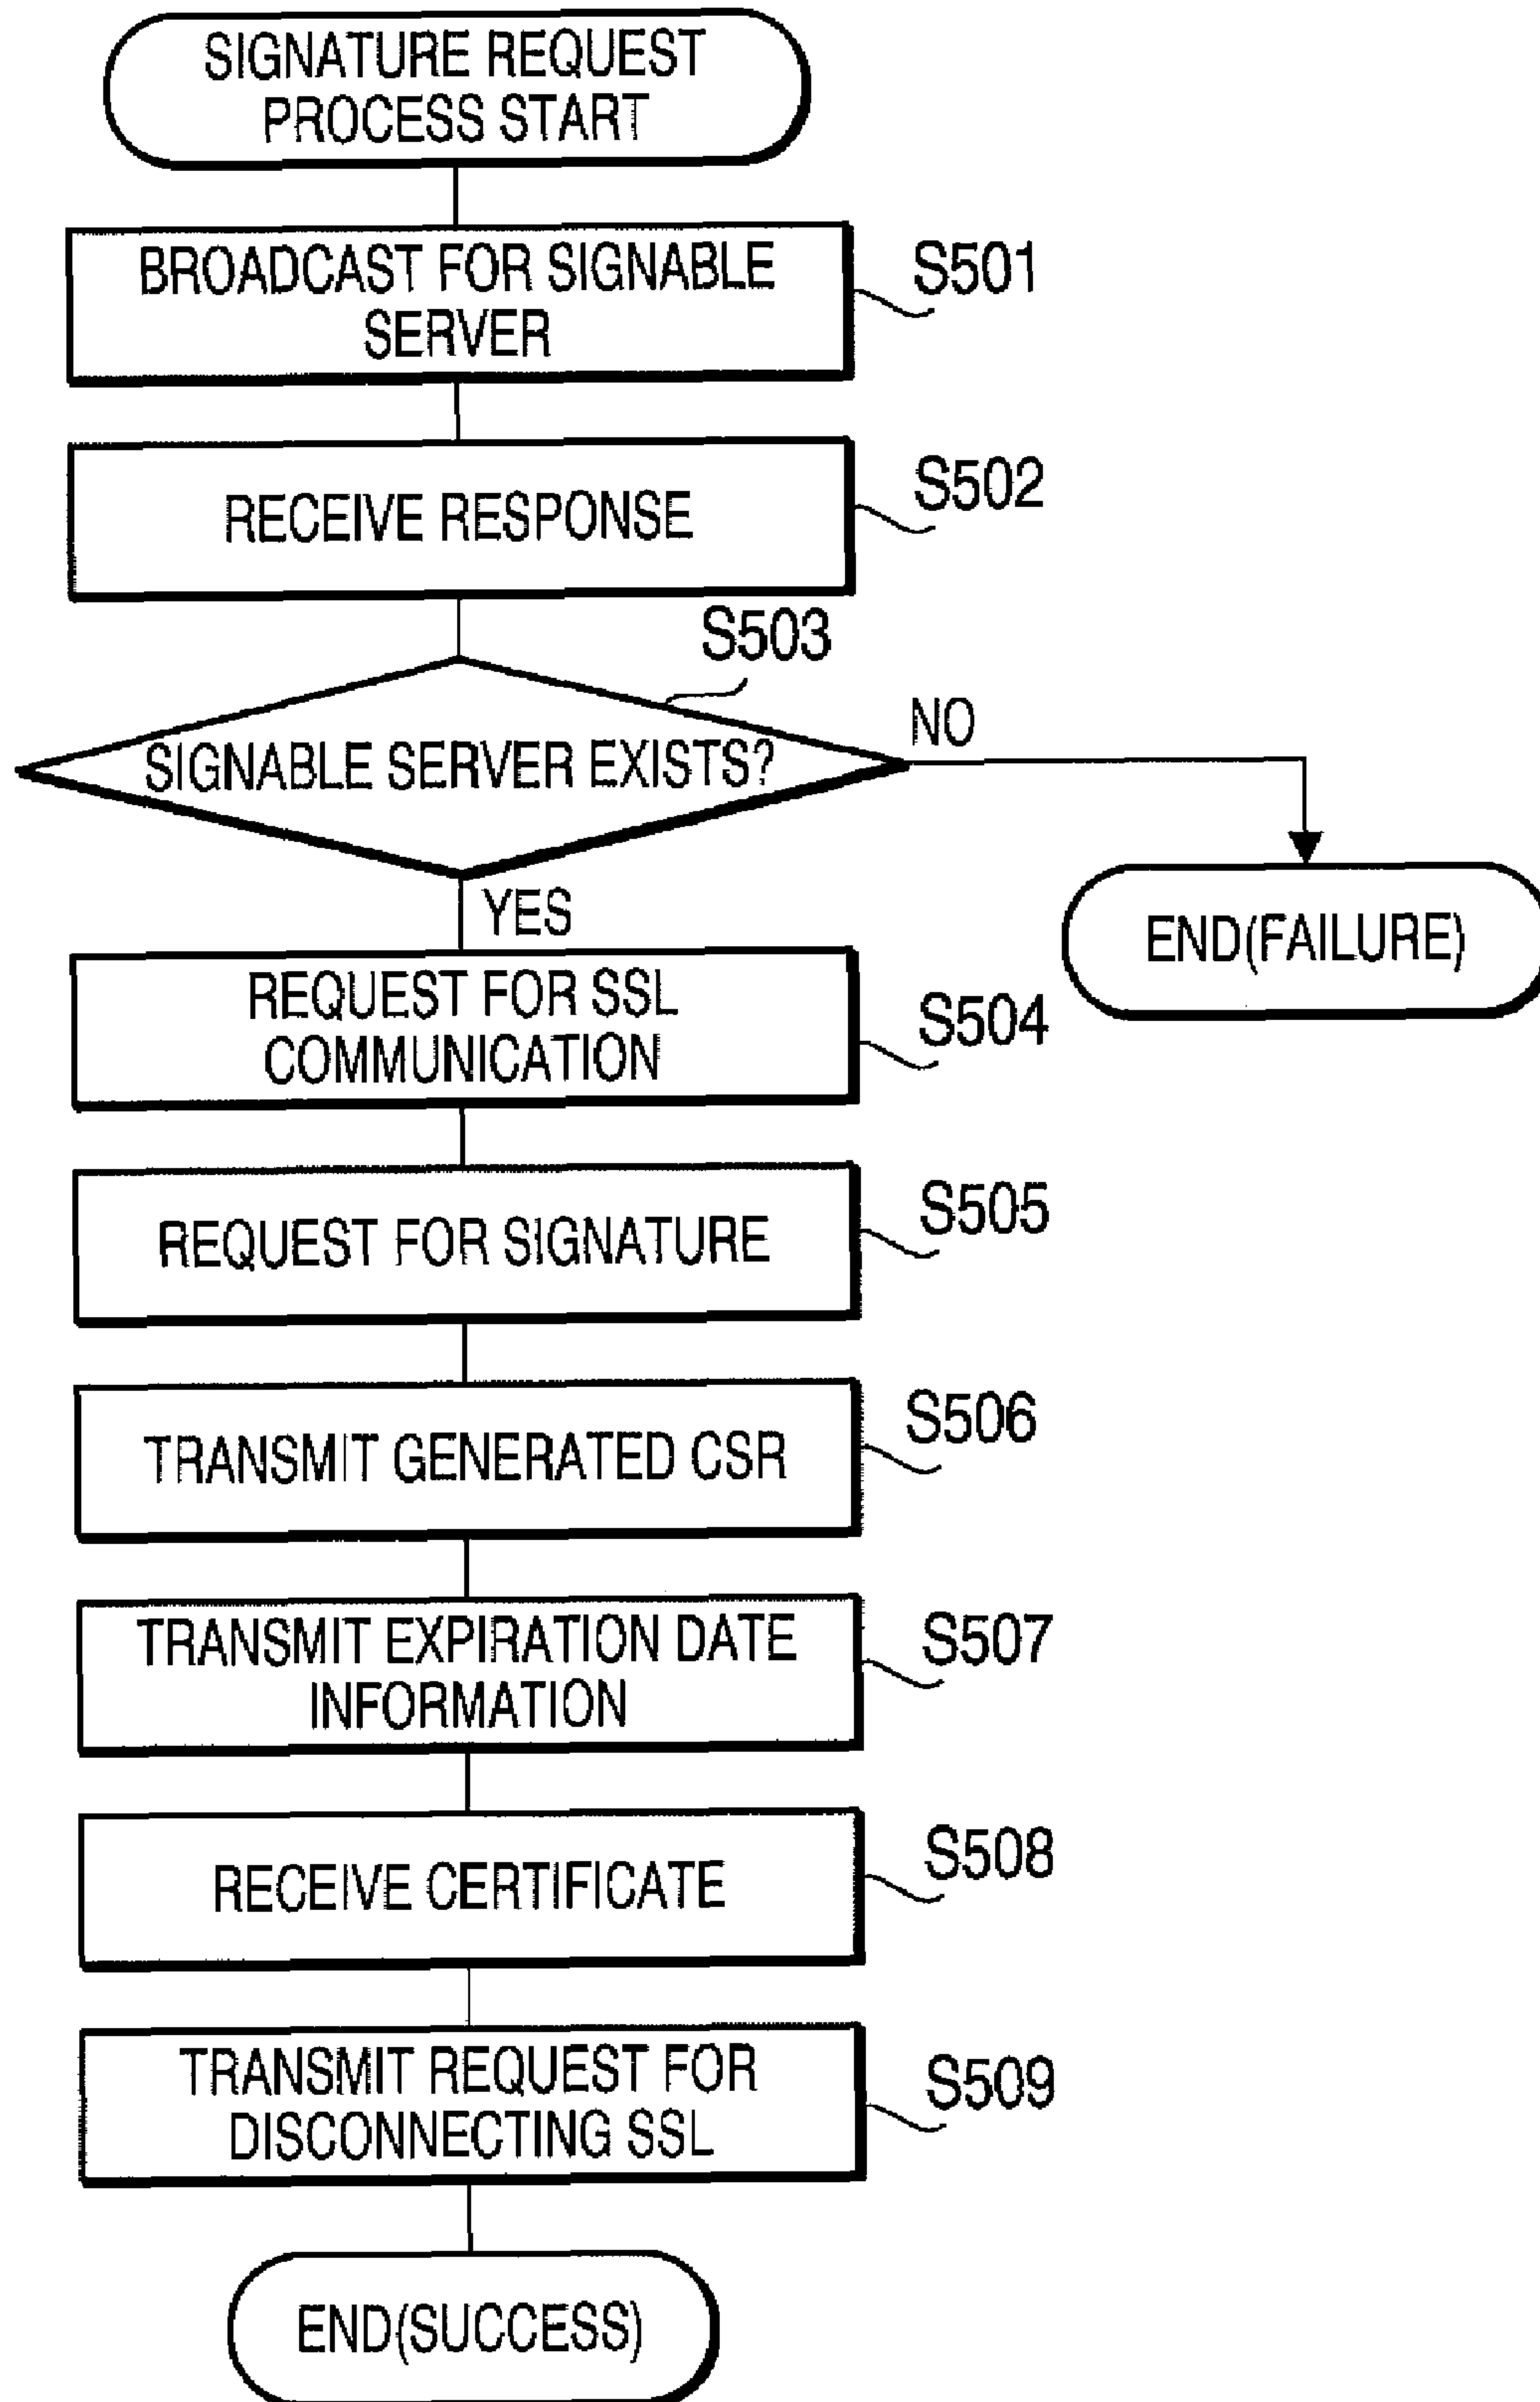 SIGNATURE REQUEST
PROCESS START
BROADCAST FOR SIGNABLE
SERVER
S501
RECEIVE RESPONSE
S502
S503
SIGNABLE SERVER EXISTS?
NO
YES
END(FAILURE)
REQUEST FOR SSL
COMMUNICATION
S504
REQUEST FOR SIGNATURE
S505
TRANSMIT GENERATED CSR
S506
TRANSMIT EXPIRATION DATE
INFORMATION
S507
RECEIVE CERTIFICATE
S508
TRANSMIT REQUEST FOR
DISCONNECTING SSL
S509
END(SUCCESS)